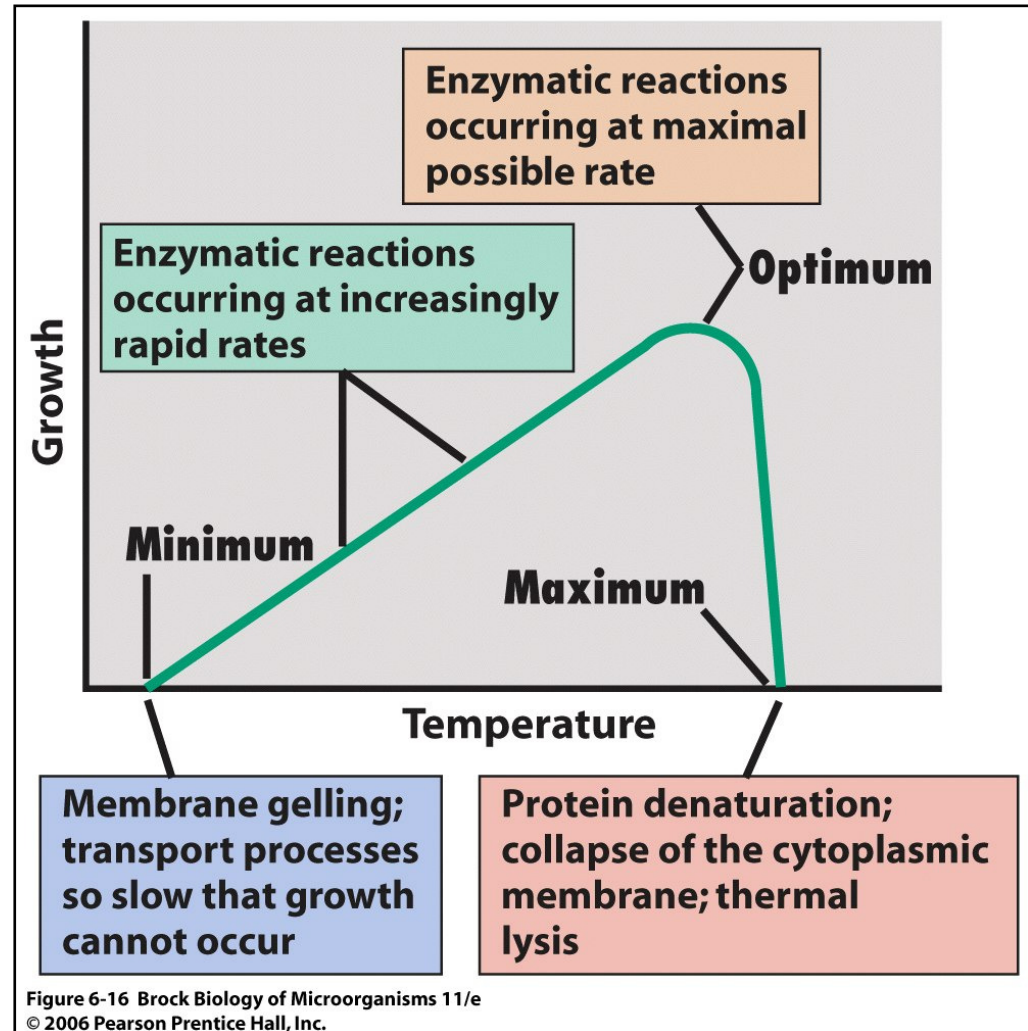 Enzymatic reactions
occurring at maximal
possible rate
Enzymatic reactions
occurring at increasingly
rapid rates
Optimum
Growth
Minimum
Maximum
Temperature
Membrane gelling;
transport processes
so slow that growth
cannot occur
Protein denaturation;
collapse of the cytoplasmic
membrane; thermal
lysis
Figure 6-16 Brock Biology of Microorganisms 11/e
© 2006 Pearson Prentice Hall, Inc.